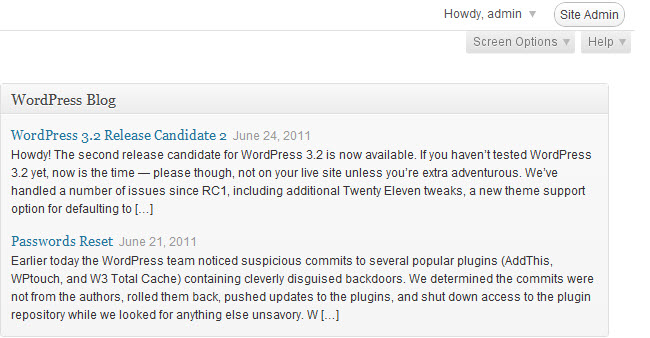 Howdy, admin
Site Admin
Screen Options
Help
WordPress Blog
WordPress 3.2 Release Candidate 2 June 24, 2011
Howdy! The second release candidate for WordPress 3.2 is now available. If you haven’t tested WordPress
3.2 yet, now is the time — please though, not on your live site unless you’re extra adventurous. We’ve
handled a number of issues since RC1, including additional Twenty Eleven tweaks, a new theme support
option for defaulting to […]
Passwords Reset June 21, 2011
Earlier today the WordPress team noticed suspicious commits to several popular plugins (AddThis,
WPtouch, and W3 Total Cache) containing cleverly disguised backdoors. We determined the commits were
not from the authors, rolled them back, pushed updates to the plugins, and shut down access to the plugin
repository while we looked for anything else unsavory. W […]